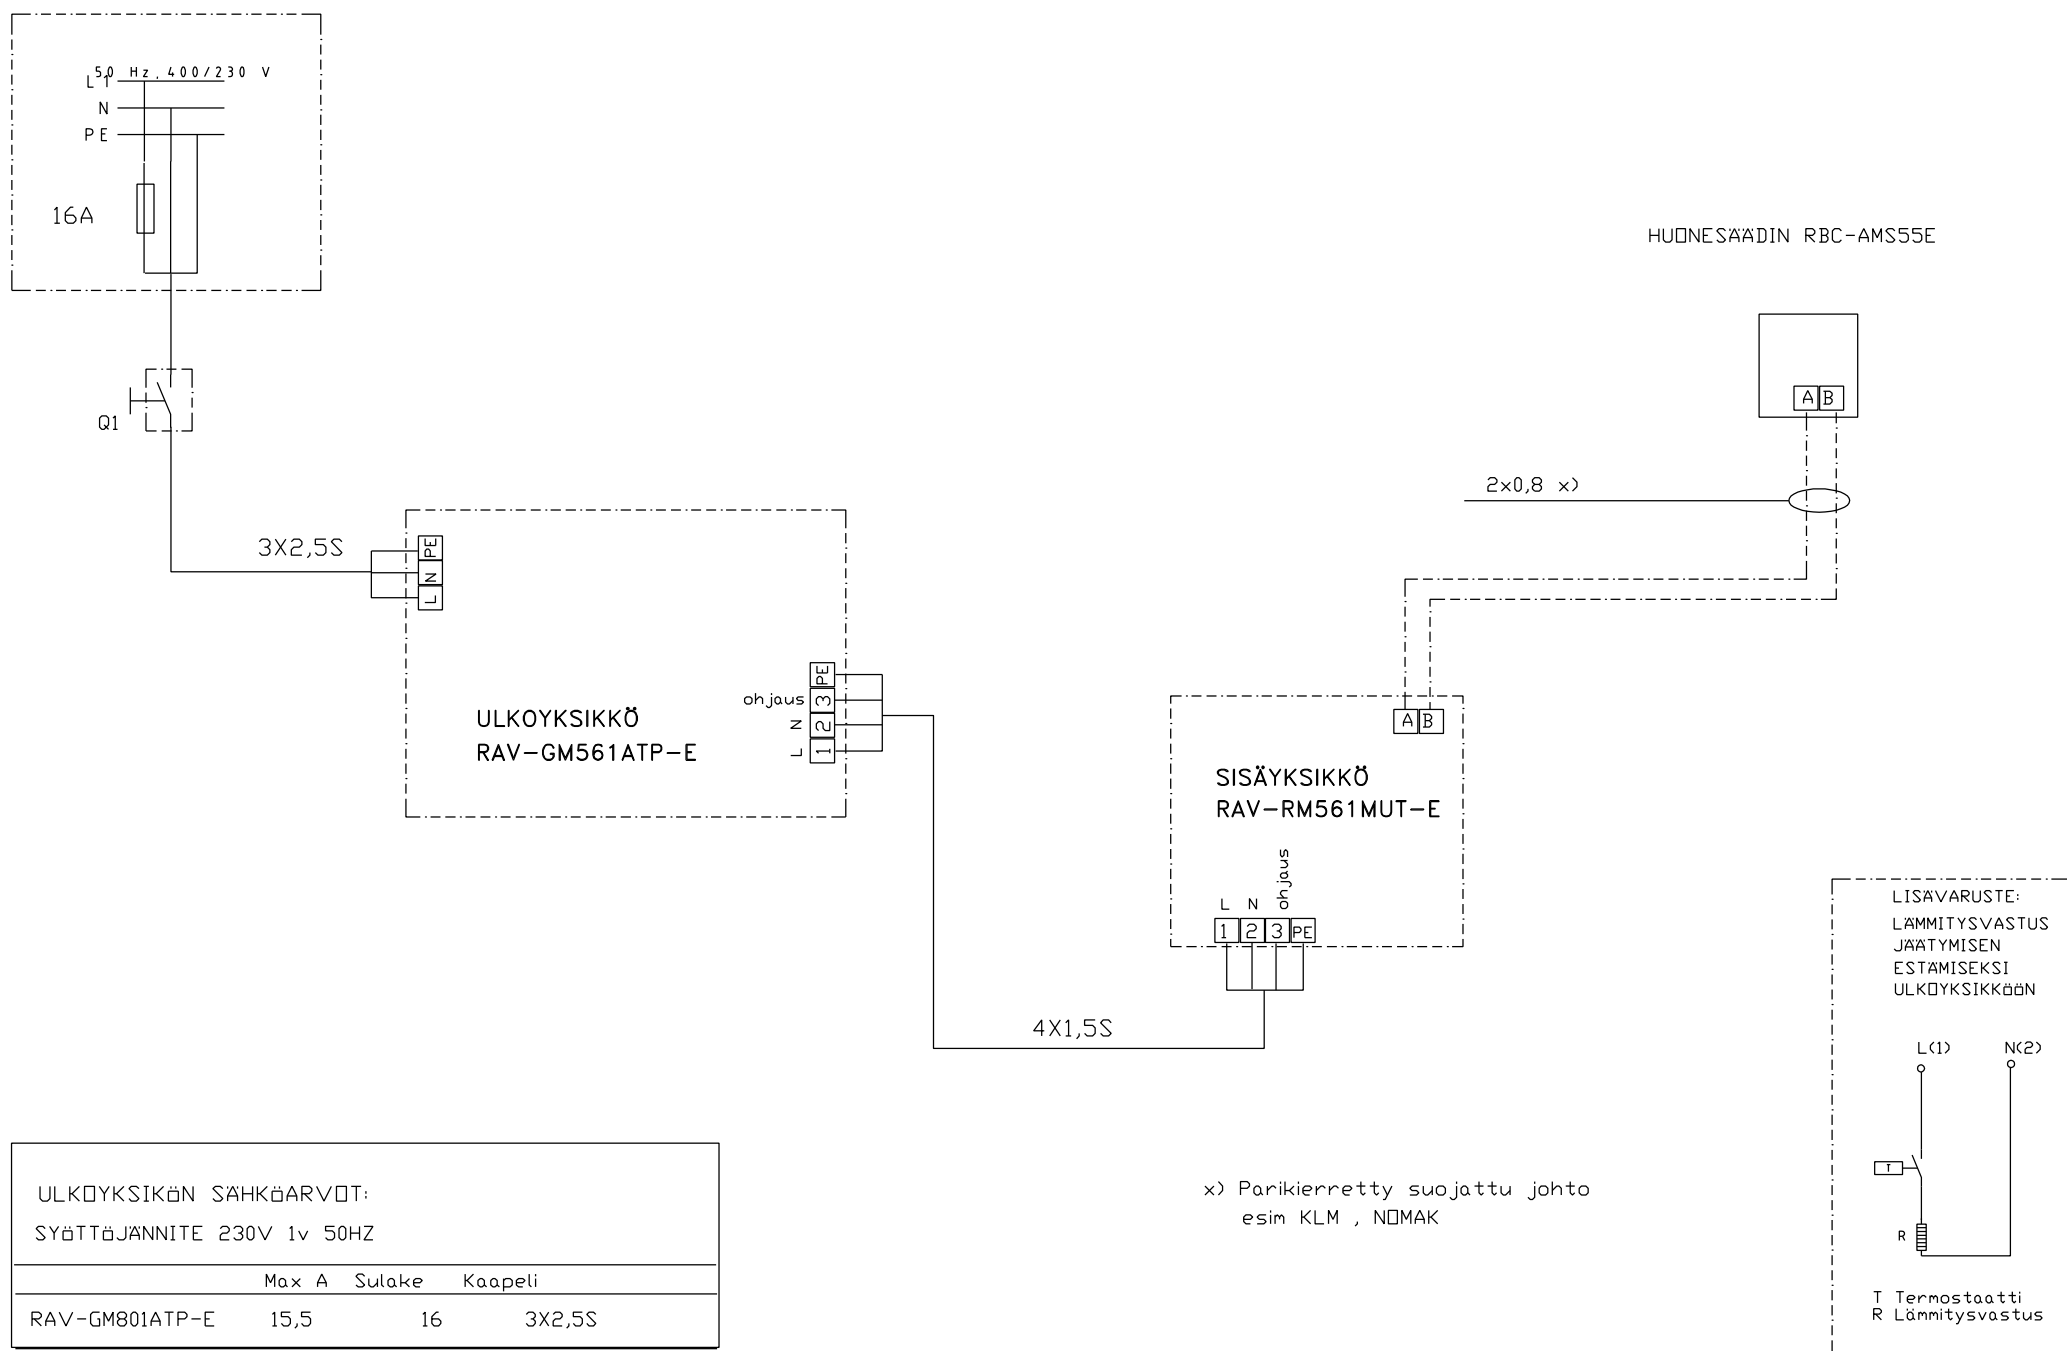 50 Hz, 400/230 V
L1
N
PE
16A
Q1
3X2,5S
PE
N
L
ULKOYKSIKKÖ
RAV-GM561ATP-E
PE
ohjaus 3
N 2
L 1
HUONESÄÄDIN RBC-AMS55E
A B
2x0,8 x)
A B
SISÄYKSIKKÖ
RAV-RM561MUT-E
L N ohjaus
1 2 3 PE
4X1,5S
LISÄVARUSTE:
LÄMMITYSVASTUS
JÄÄTYMISEN
ESTÄMISEKSI
ULKOYKSIKKÖÖN
L(1) N(2)
T
R
T Termostaatti
R Lämmitysvastus
x) Parikierretty suojattu johto
esim KLM , NOMAK
ULKOYKSIKÖN SÄHKÖARVOT:
SYÖTTÖJÄNNITE 230V 1v 50HZ
Max A Sulake Kaapeli
RAV-GM801ATP-E 15,5 16 3X2,5S